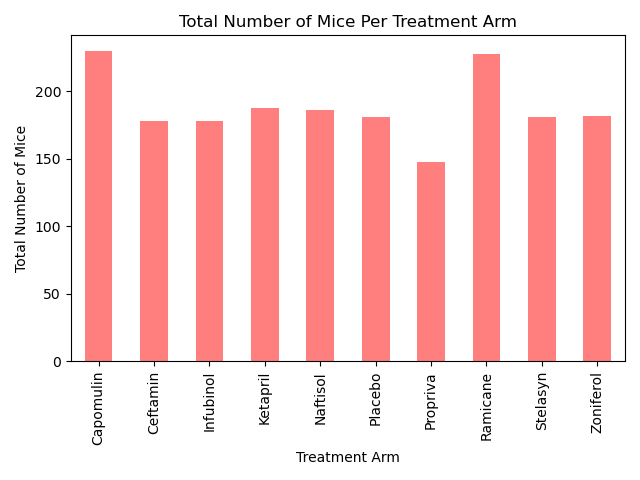 Total Number of Mice Per Treatment Arm
Total Number of Mice
200
150
100
50
0
Capomulin
Ceftamin
Infubinol
Ketapril
Naftisol
Placebo
Propriva
Ramicane
Stelasyn
Zoniferol
Treatment Arm